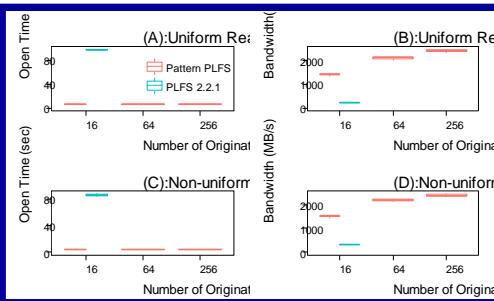 (A):Uniform Rea
Open Time
80
40
0
Pattern PLFS
PLFS 2.2.1
16 64 256
Number of Originat
(B): Uniform Re
Bandwidth(
2000
1000
0
16 64 256
Number of Origina
(C):Non-uniform
Open Time (sec)
80
40
0
16 64 256
Number of Originat
(D):Non-uniforr
Bandwidth (MB/s)
2000
1000
0
16 64 256
Number of Origina